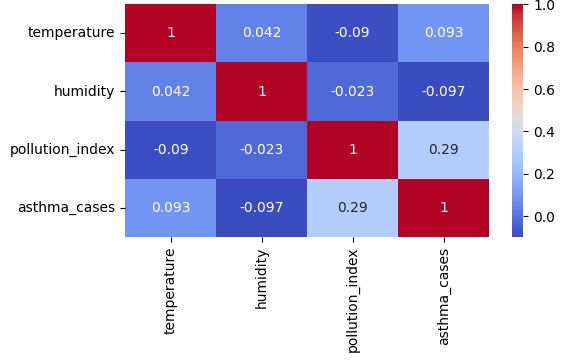 temperature 1 0.042 -0.09 0.093
humidity 0.042 1 -0.023 -0.097
pollution_index -0.09 -0.023 1 0.29
asthma_cases 0.093 -0.097 0.29 1
temperature
humidity
pollution_index
asthma_cases
1.0
0.8
0.6
0.4
0.2
0.0